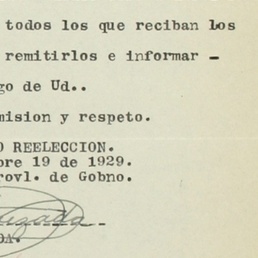 todos los que reciban los
remitirlos e informar -
go de Ud..
mision y respeto.
O REELECCION.
bre 19 de 1929.
rovl. de Gobno.
DA.